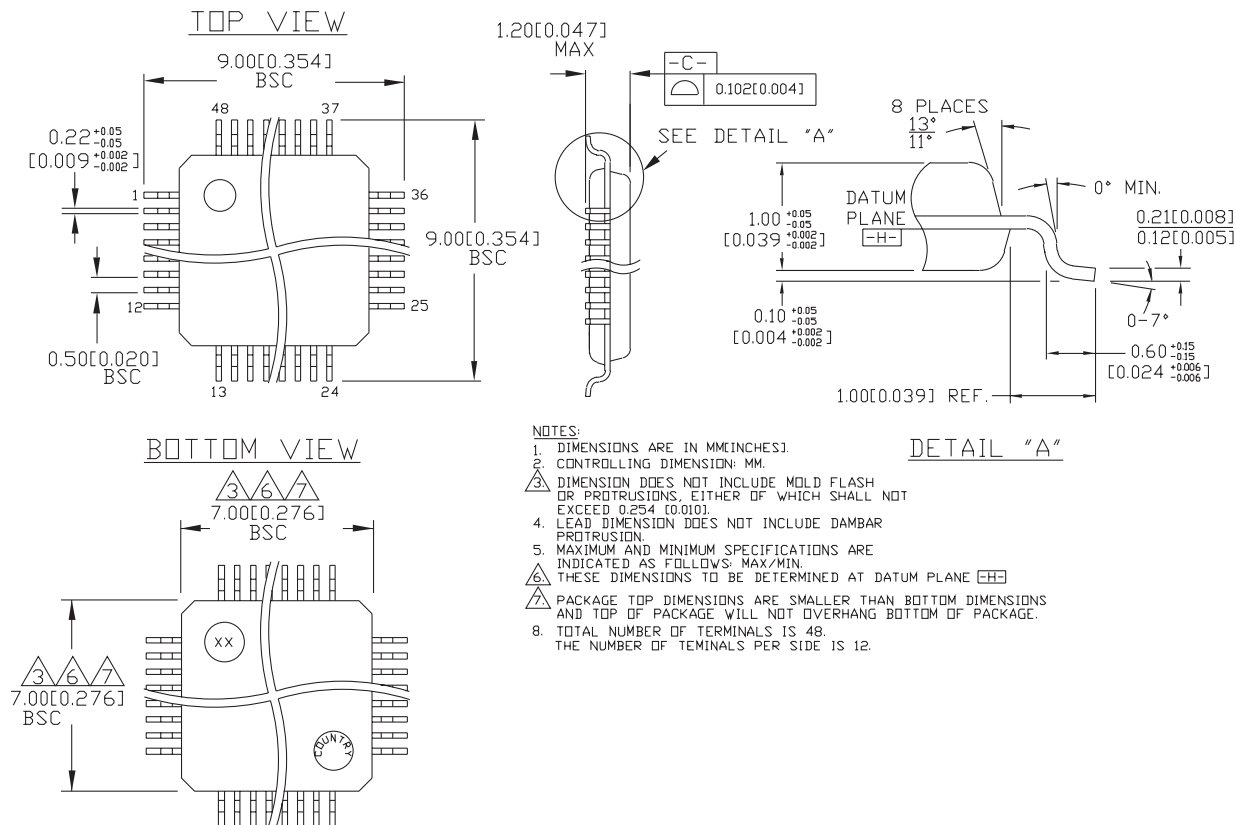 TOP VIEW
9.00[0.354]
BSC
48
37
0.22 +0.05 -0.05
[0.009 +0.002 -0.002]
1
36
9.00[0.354]
BSC
12
25
0.50[0.020]
BSC
13
24
1.20[0.047]
MAX
-C-
0.102[0.004]
SEE DETAIL "A"
8 PLACES
13°
11°
DATUM
PLANE
-H-
0° MIN.
1.00 +0.05 -0.05
[0.039 +0.002 -0.002]
0.21[0.008]
0.12[0.005]
0.10 +0.05 -0.05
[0.004 +0.002 -0.002]
0-7°
0.60 +0.15 -0.15
[0.024 +0.006 -0.006]
1.00[0.039] REF.
DETAIL "A"
BOTTOM VIEW
3 6 7
7.00[0.276]
BSC
XX
3 6 7
7.00[0.276]
BSC
COUNTRY
NOTES:
1. DIMENSIONS ARE IN MM[INCHES].
2. CONTROLLING DIMENSION: MM.
3. DIMENSION DOES NOT INCLUDE MOLD FLASH
OR PROTRUSIONS, EITHER OF WHICH SHALL NOT
EXCEED 0.254 [0.010].
4. LEAD DIMENSION DOES NOT INCLUDE DAMBAR
PROTRUSION.
5. MAXIMUM AND MINIMUM SPECIFICATIONS ARE
INDICATED AS FOLLOWS: MAX/MIN.
6. THESE DIMENSIONS TO BE DETERMINED AT DATUM PLANE -H-
7. PACKAGE TOP DIMENSIONS ARE SMALLER THAN BOTTOM DIMENSIONS
AND TOP OF PACKAGE WILL NOT OVERHANG BOTTOM OF PACKAGE.
8. TOTAL NUMBER OF TERMINALS IS 48.
THE NUMBER OF TEMINALS PER SIDE IS 12.